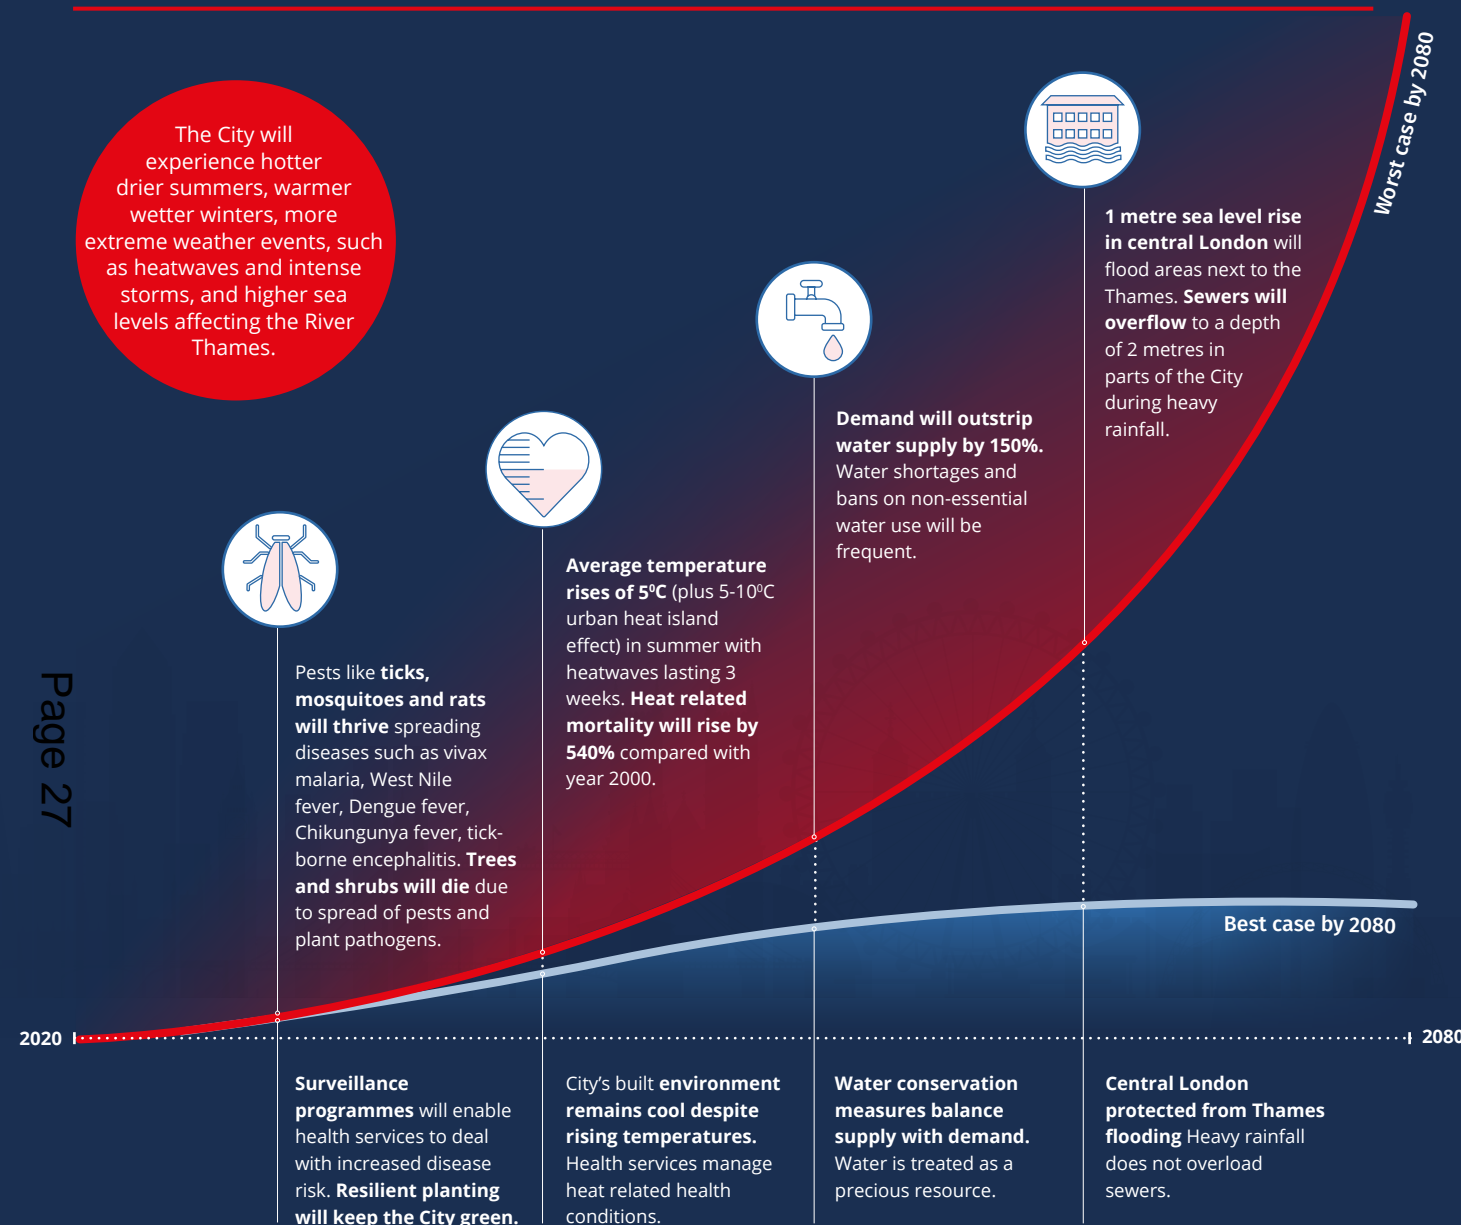 The City will
experience hotter
drier summers, warmer
wetter winters, more
extreme weather events, such
as heatwaves and intense
storms, and higher sea
levels affecting the River
Thames.
Worst case by 2080
1 metre sea level rise
in central London will
flood areas next to the
Thames. Sewers will
overflow to a depth
of 2 metres in
parts of the City
during heavy
rainfall.
Demand will outstrip
water supply by 150%.
Water shortages and
bans on non-essential
water use will be
frequent.
Average temperature
rises of 5⁰C (plus 5-10⁰C
urban heat island
effect) in summer with
heatwaves lasting 3
weeks. Heat related
mortality will rise by
540% compared with
year 2000.
Pests like ticks,
mosquitoes and rats
will thrive spreading
diseases such as vivax
malaria, West Nile
fever, Dengue fever,
Chikungunya fever, tick-
borne encephalitis. Trees
and shrubs will die due
to spread of pests and
plant pathogens.
Page 27
Best case by 2080
2020
2080
Surveillance
programmes will enable
health services to deal
with increased disease
risk. Resilient planting
will keep the City green.
City's built environment
remains cool despite
rising temperatures.
Health services manage
heat related health
conditions.
Water conservation
measures balance
supply with demand.
Water is treated as a
precious resource.
Central London
protected from Thames
flooding Heavy rainfall
does not overload
sewers.